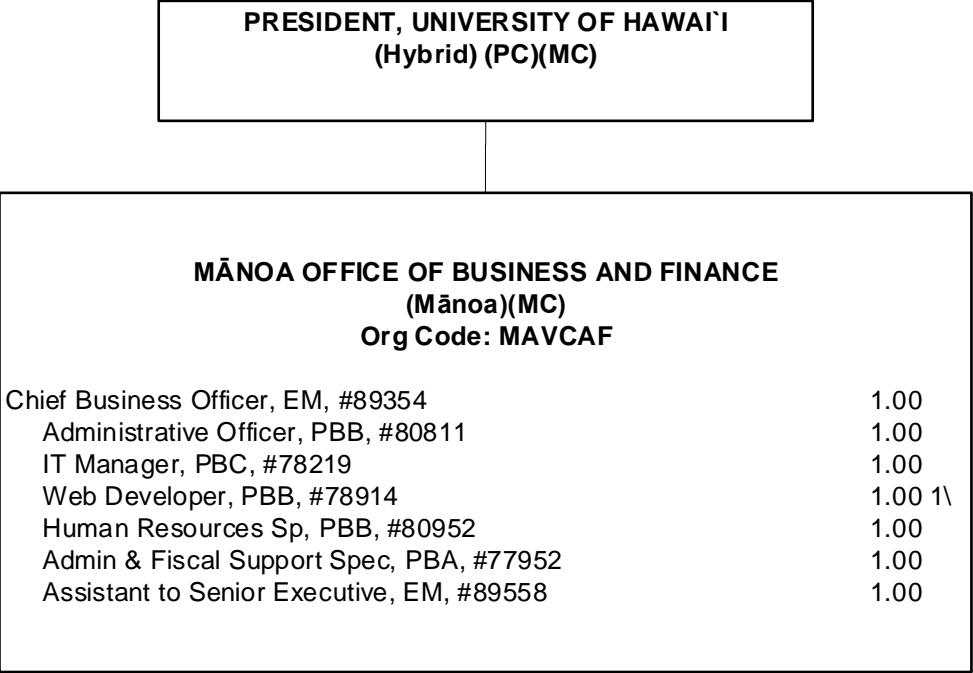 PRESIDENT, UNIVERSITY OF HAWAI`I
(Hybrid) (PC)(MC)
MĀNOA OFFICE OF BUSINESS AND FINANCE
(Mānoa)(MC)
Org Code: MAVCAF
Chief Business Officer, EM, #89354 1.00
Administrative Officer, PBB, #80811 1.00
IT Manager, PBC, #78219 1.00
Web Developer, PBB, #78914 1.00 1\
Human Resources Sp, PBB, #80952 1.00
Admin & Fiscal Support Spec, PBA, #77952 1.00
Assistant to Senior Executive, EM, #89558 1.00